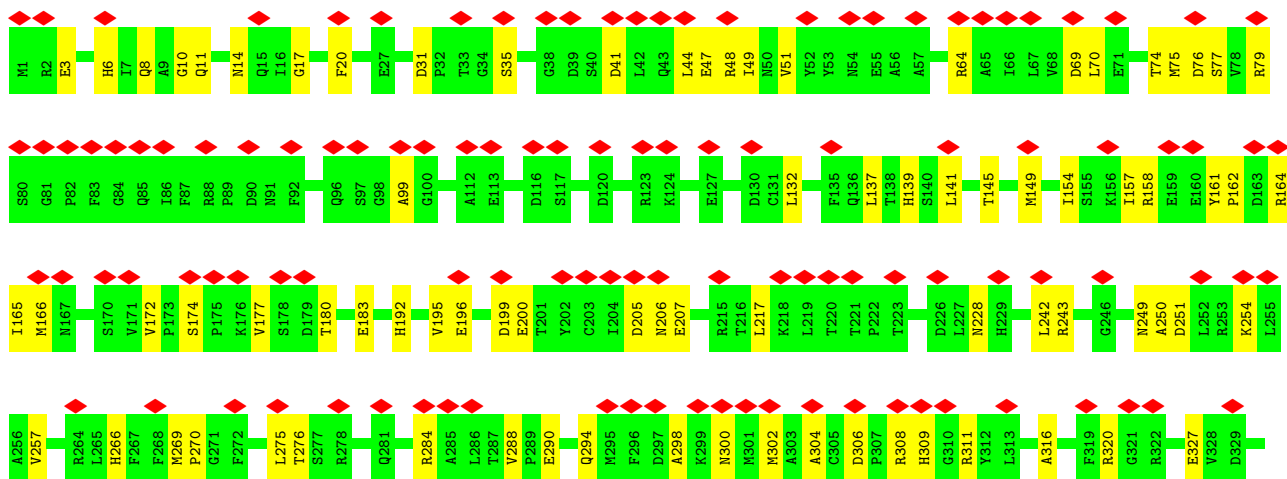 M1 R2 E3 H6 I7 Q8 A9 G10 Q11 N14 Q15 I16 G17 F20 E27 D31 P32 T33 G34 S35 G38 D39 S40 D41 L42 Q43 L44 E47 R48 I49 N50 V51 Y52 Y53 N54 E55 A56 A57 R64 A65 I66 L67 V68 D69 L70 E71 T74 M75 D76 S77 V78 R79
S80 G81 P82 F83 G84 Q85 I86 F87 R88 P89 D90 N91 F92 Q96 S97 G98 A99 G100 A112 E113 D116 S117 D120 R123 K124 E127 D130 C131 L132 F135 Q136 L137 T138 H139 S140 L141 T145 M149 I154 S155 K156 I157 R158 E159 E160 Y161 P162 D163 R164
I165 M166 N167 S170 V171 V172 P173 S174 P175 K176 V177 S178 D179 T180 E183 H192 V195 E196 D199 E200 T201 Y202 C203 I204 D205 N206 E207 R215 T216 L217 K218 L219 T220 T221 P222 T223 D226 L227 N228 H229 L242 R243 G246 N249 A250 D251 L252 R253 K254 L255
A256 V257 R264 L265 H266 F267 F268 M269 P270 G271 F272 L275 T276 S277 R278 Q281 R284 A285 L286 T287 V288 P289 E290 Q294 M295 F296 D297 A298 K299 N300 M301 M302 A303 A304 C305 D306 P307 R308 H309 G310 R311 Y312 L313 A316 F319 R320 G321 R322 E327 V328 D329